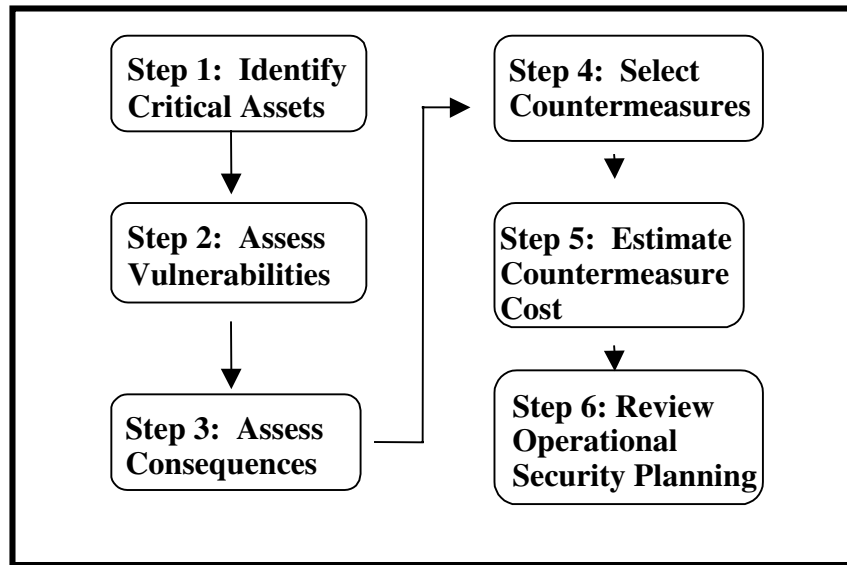 Step 1: Identify
Critical Assets
Step 2: Assess
Vulnerabilities
Step 3: Assess
Consequences
Step 4: Select
Countermeasures
Step 5: Estimate
Countermeasure
Cost
Step 6: Review
Operational
Security Planning